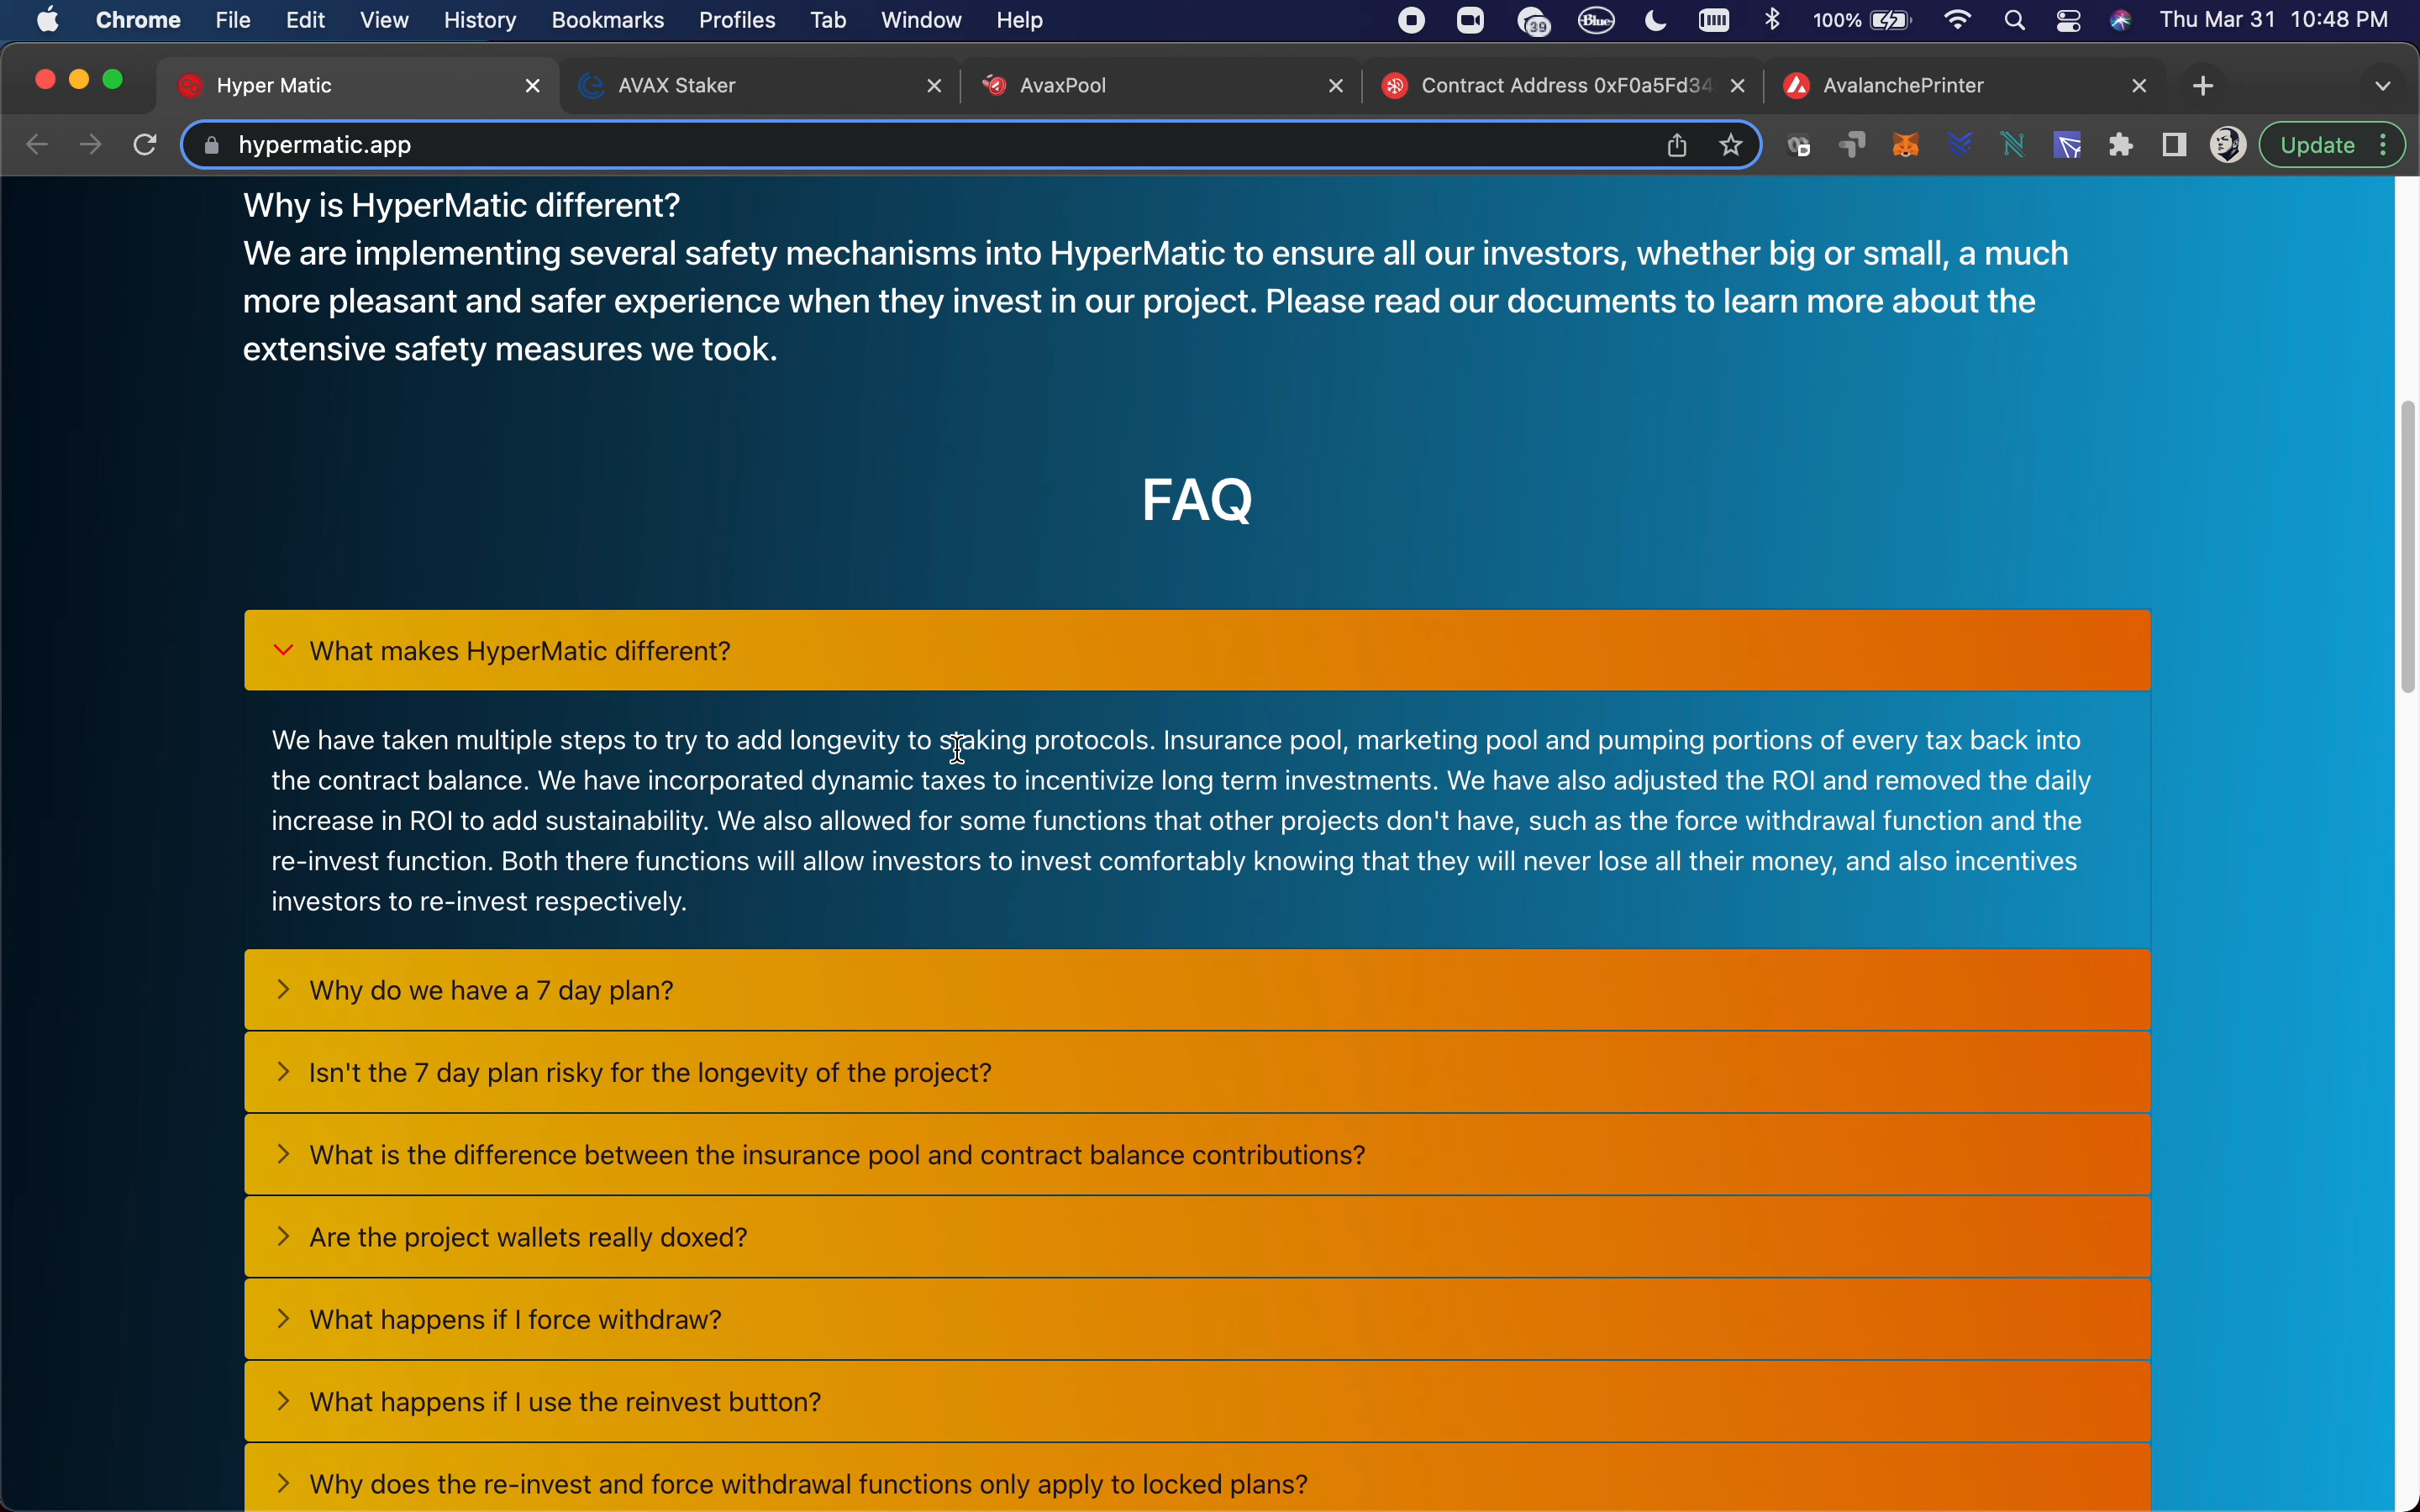 Chrome File Edit View History Bookmarks Profiles Tab Window Help 39 Blue 100% Thu Mar 31 10:48 PM
Hyper Matic AVAX Staker AvaxPool Contract Address 0xF0a5Fd34 AvalanchePrinter
hypermatic.app Update
Why is HyperMatic different?
We are implementing several safety mechanisms into HyperMatic to ensure all our investors, whether big or small, a much
more pleasant and safer experience when they invest in our project. Please read our documents to learn more about the
extensive safety measures we took.
FAQ
What makes HyperMatic different?
We have taken multiple steps to try to add longevity to staking protocols. Insurance pool, marketing pool and pumping portions of every tax back into
the contract balance. We have incorporated dynamic taxes to incentivize long term investments. We have also adjusted the ROI and removed the daily
increase in ROI to add sustainability. We also allowed for some functions that other projects don't have, such as the force withdrawal function and the
re-invest function. Both there functions will allow investors to invest comfortably knowing that they will never lose all their money, and also incentives
investors to re-invest respectively.
Why do we have a 7 day plan?
Isn't the 7 day plan risky for the longevity of the project?
What is the difference between the insurance pool and contract balance contributions?
Are the project wallets really doxed?
What happens if I force withdraw?
What happens if I use the reinvest button?
Why does the re-invest and force withdrawal functions only apply to locked plans?